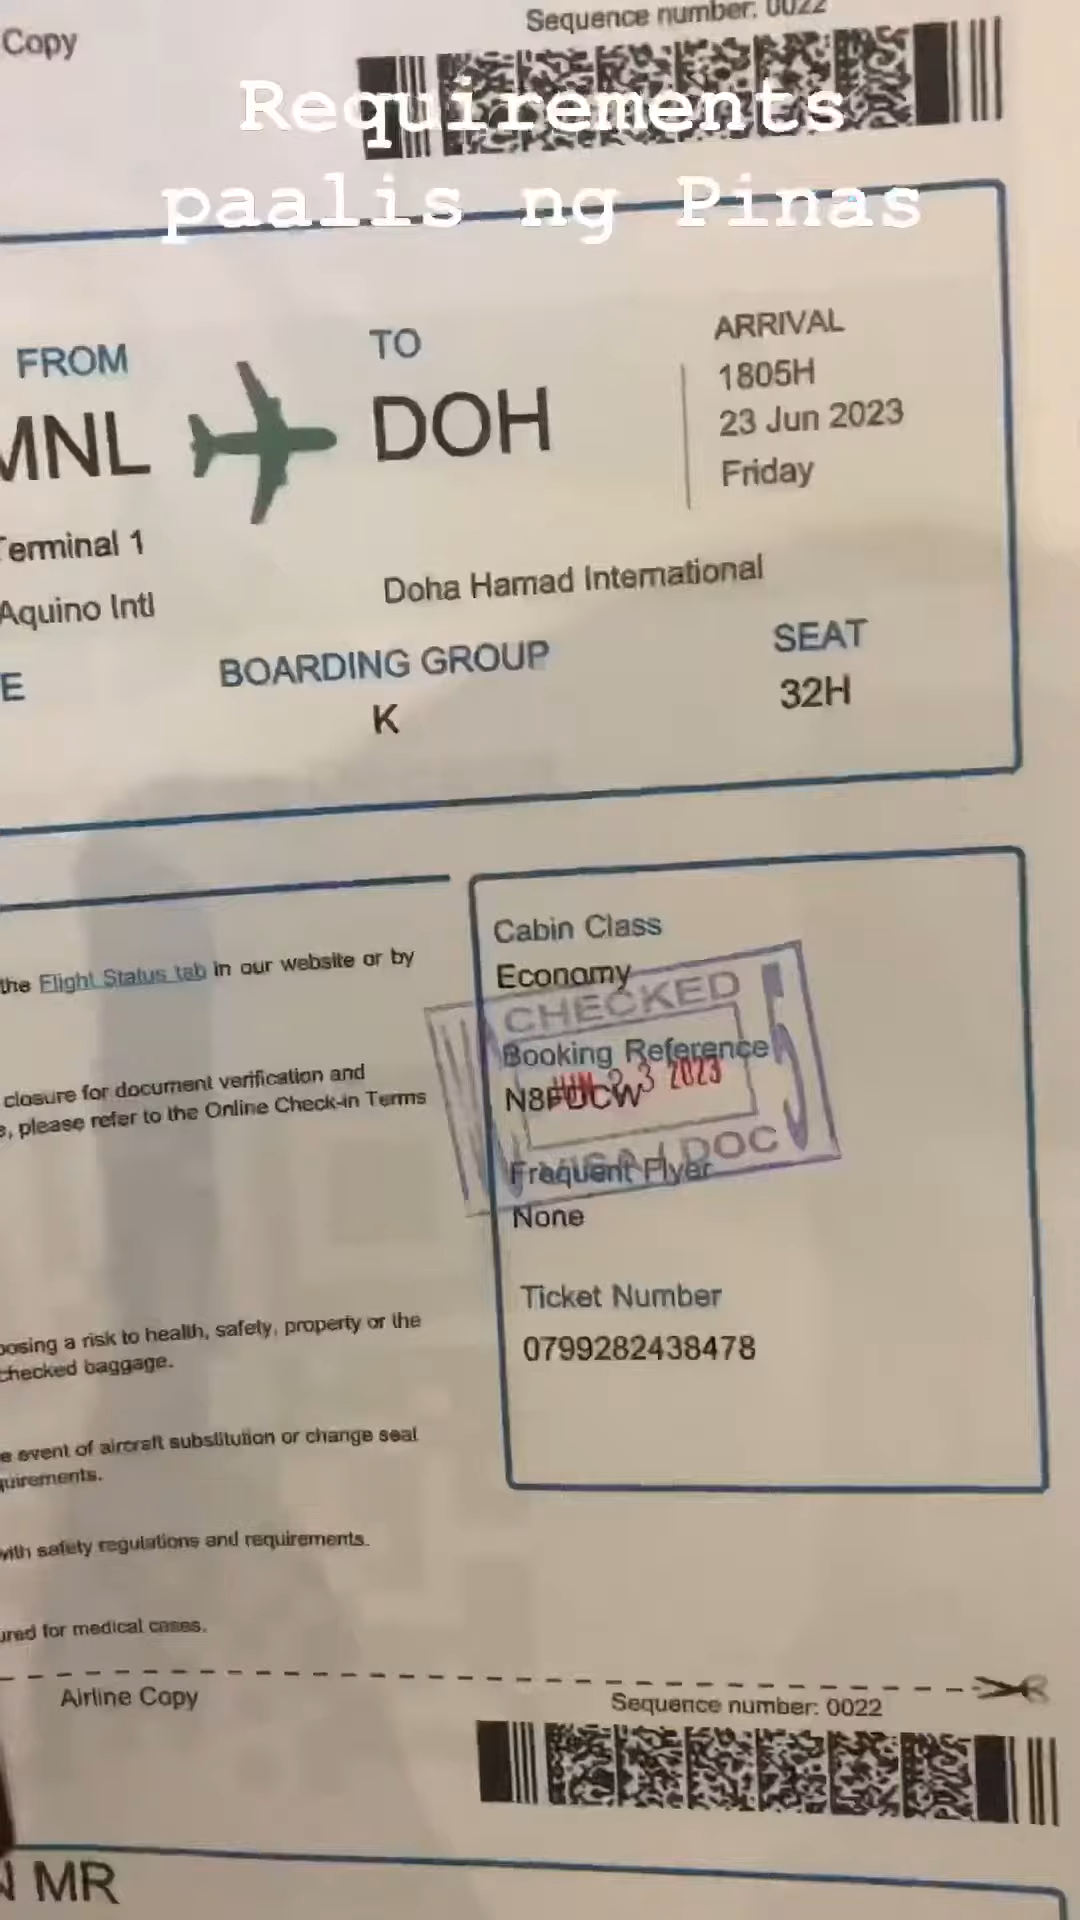 Copy
Sequence number: 0022
Requirements
paalis ng Pinas
FROM
TO
ARRIVAL
MNL
DOH
1805H
23 Jun 2023
Friday
Terminal 1
Aquino Intl
Doha Hamad International
E
BOARDING GROUP
SEAT
K
32H
the Flight Status tab in our website or by
closure for document verification and
please refer to the Online Check-in Terms
posing a risk to health, safety, property or the
checked baggage.
e event of aircraft substitution or change seat
quirements.
with safety regulations and requirements.
ured for medical cases.
Cabin Class
Economy
CHECKED
Booking Reference
JUN 23 2023
N8FDCW
DOC
Frequent Flyer
None
Ticket Number
0799282438478
Airline Copy
Sequence number: 0022
MR